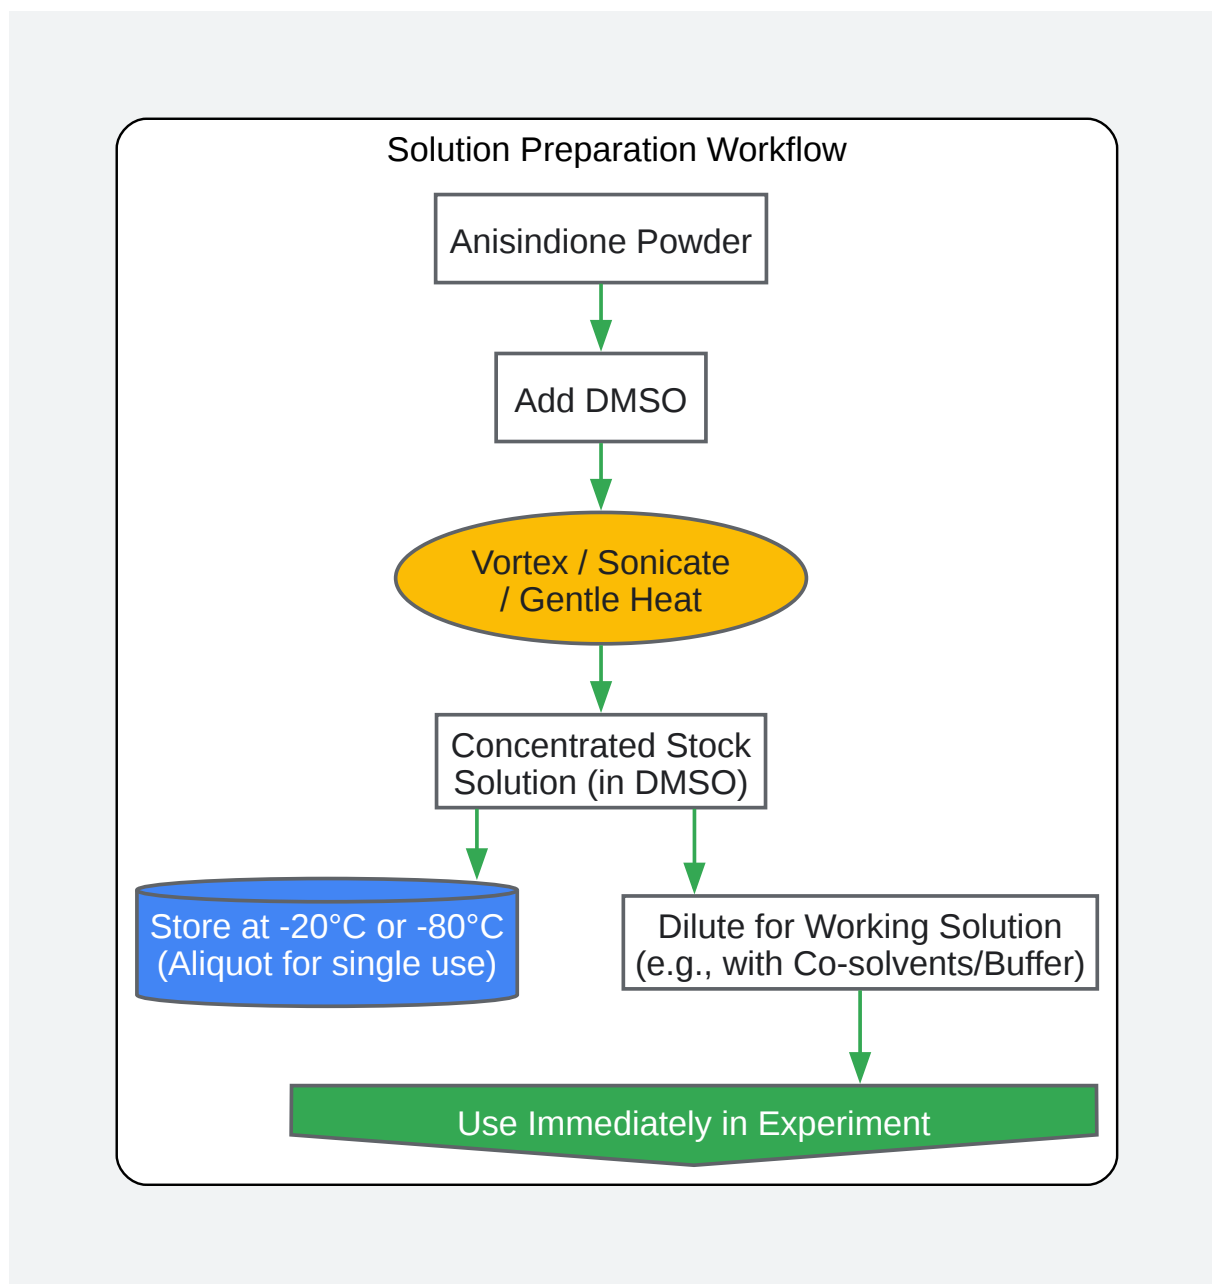 Solution Preparation Workflow
Anisindione Powder
Add DMSO
Vortex / Sonicate
/ Gentle Heat
Concentrated Stock
Solution (in DMSO)
Store at -20°C or -80°C
(Aliquot for single use)
Dilute for Working Solution
(e.g., with Co-solvents/Buffer)
Use Immediately in Experiment